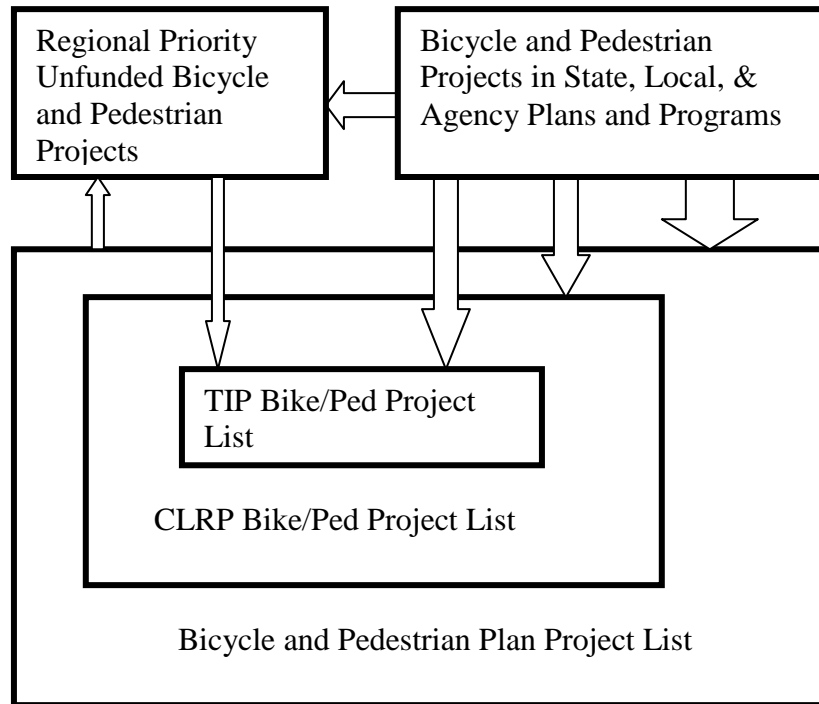 Regional Priority
Unfunded Bicycle
and Pedestrian
Projects
Bicycle and Pedestrian
Projects in State, Local, &
Agency Plans and Programs
TIP Bike/Ped Project
List
CLRP Bike/Ped Project List
Bicycle and Pedestrian Plan Project List